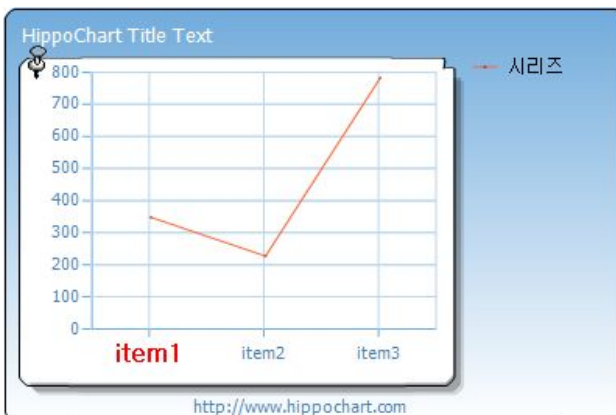 HippoChart Title Text
시리즈
800
700
600
500
400
300
200
100
0
item1 item2 item3
http://www.hippochart.com